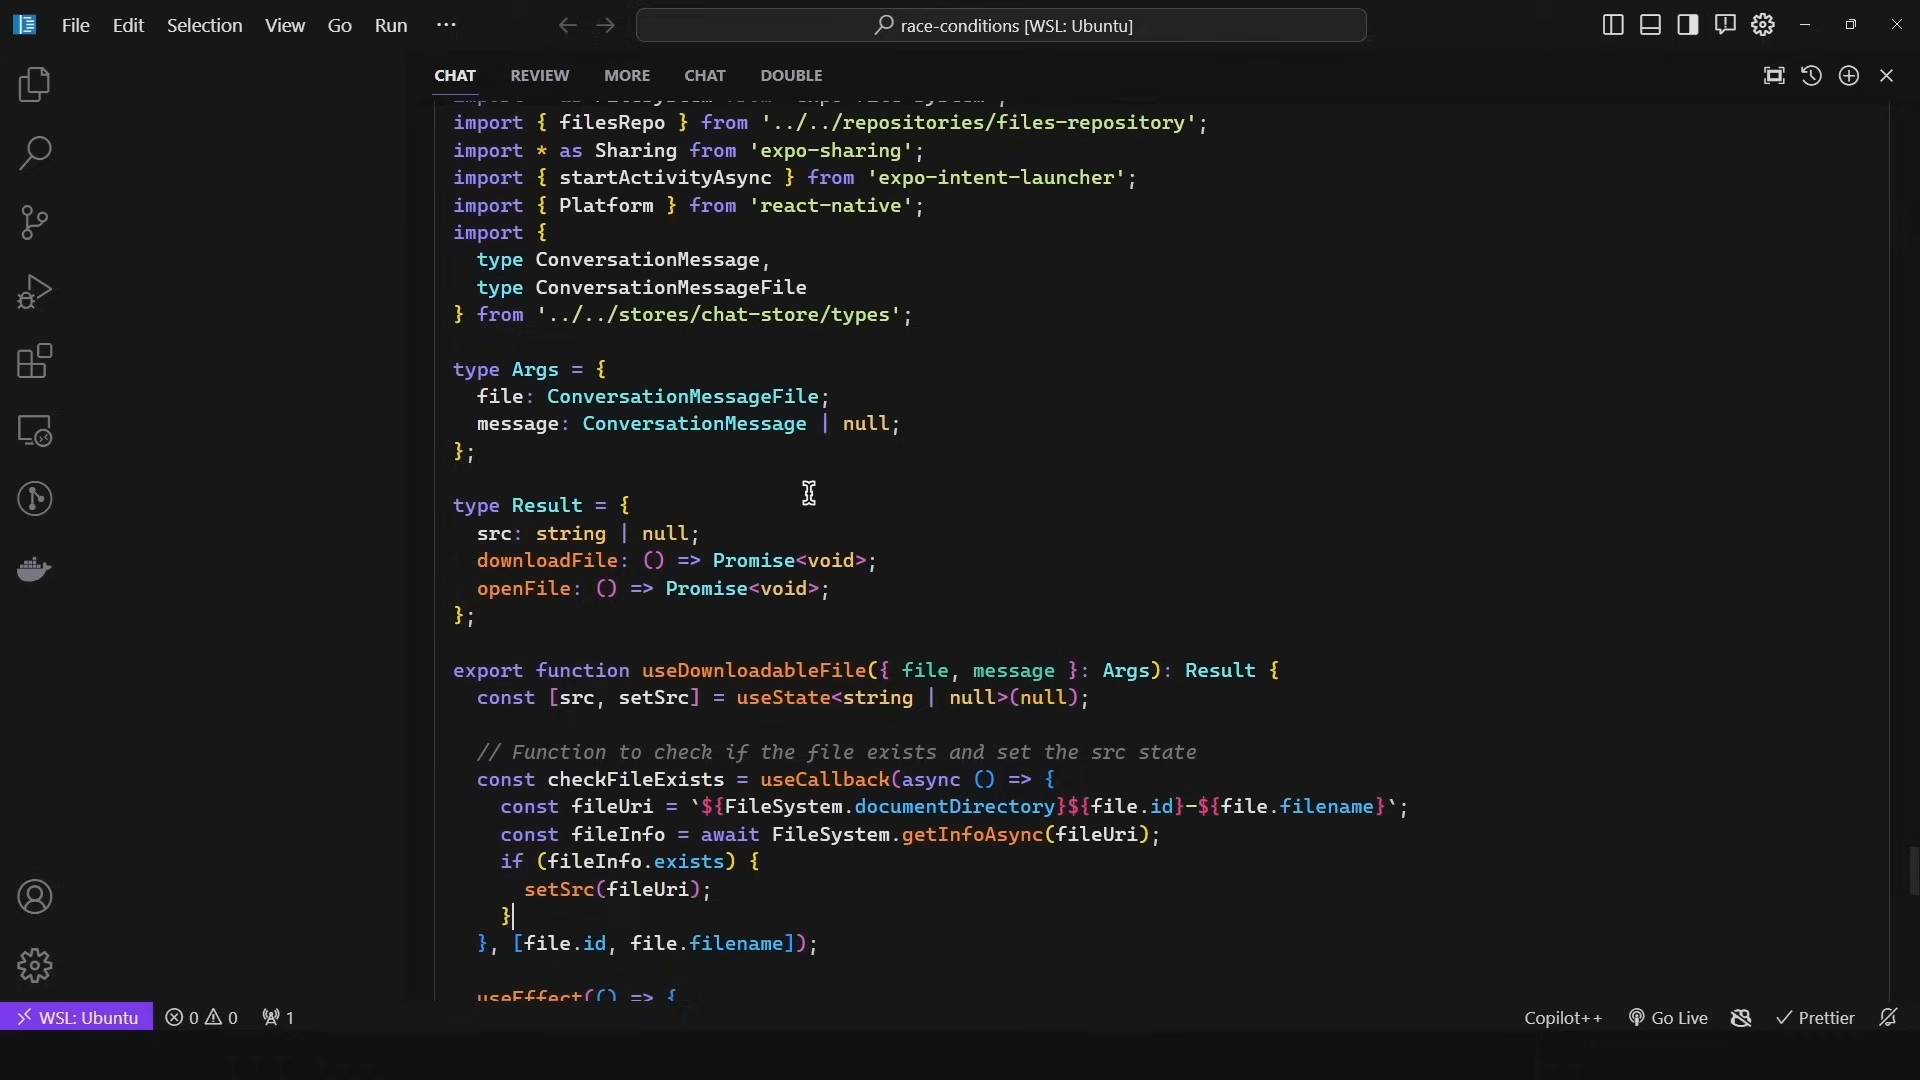 File Edit Selection View Go Run ···
race-conditions [WSL: Ubuntu]
CHAT REVIEW MORE CHAT DOUBLE
import { filesRepo } from '../../repositories/files-repository';
import * as Sharing from 'expo-sharing';
import { startActivityAsync } from 'expo-intent-launcher';
import { Platform } from 'react-native';
import {
type ConversationMessage,
type ConversationMessageFile
} from '../../stores/chat-store/types';
type Args = {
file: ConversationMessageFile;
message: ConversationMessage | null;
};
type Result = {
src: string | null;
downloadFile: () => Promise<void>;
openFile: () => Promise<void>;
};
export function useDownloadableFile({ file, message }: Args): Result {
const [src, setSrc] = useState<string | null>(null);
// Function to check if the file exists and set the src state
const checkFileExists = useCallback(async () => {
const fileUri = `${FileSystem.documentDirectory}${file.id}-${file.filename}`;
const fileInfo = await FileSystem.getInfoAsync(fileUri);
if (fileInfo.exists) {
setSrc(fileUri);
}
}, [file.id, file.filename]);
useEffect(() => {
WSL: Ubuntu 0 0 1 Copilot++ Go Live Prettier